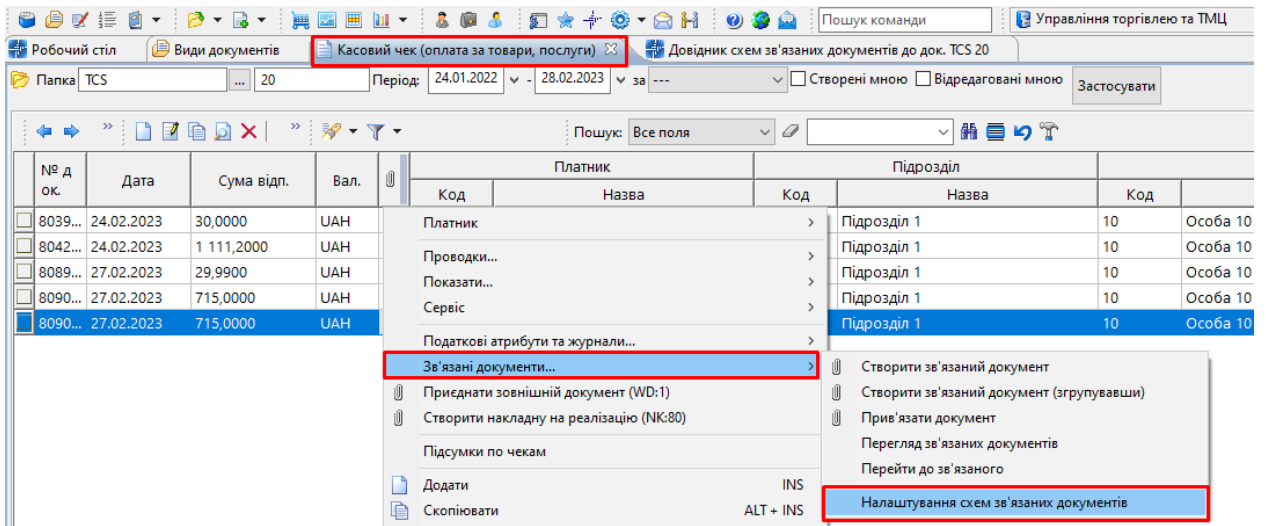 Пошук команди
Управління торгівлею та ТМЦ
Робочий стіл
Види документів
Касовий чек (оплата за товари, послуги)
Довідник схем зв'язаних документів до док. TCS 20
Папка TCS ... 20 Період: 24.01.2022 - 28.02.2023 за --- Створені мною Відредаговані мною Застосувати
Пошук: Все поля
№ д ок. Дата Сума відп. Вал. Платник Підрозділ
Код Назва Код Назва Код
8039... 24.02.2023 30,0000 UAH Підрозділ 1 10 Особа 10
8042... 24.02.2023 1 111,2000 UAH Підрозділ 1 10 Особа 10
8089... 27.02.2023 29,9900 UAH Підрозділ 1 10 Особа 10
8090... 27.02.2023 715,0000 UAH Підрозділ 1 10 Особа 10
8090... 27.02.2023 715,0000 UAH Підрозділ 1 10 Особа 10
Платник
Проводки...
Показати...
Сервіс
Податкові атрибути та журнали...
Зв'язані документи...
Приєднати зовнішній документ (WD:1)
Створити накладну на реалізацію (NK:80)
Підсумки по чекам
Додати INS
Скопіювати ALT + INS
Створити зв'язаний документ
Створити зв'язаний документ (згрупувавши)
Прив'язати документ
Перегляд зв'язаних документів
Перейти до зв'язаного
Налаштування схем зв'язаних документів